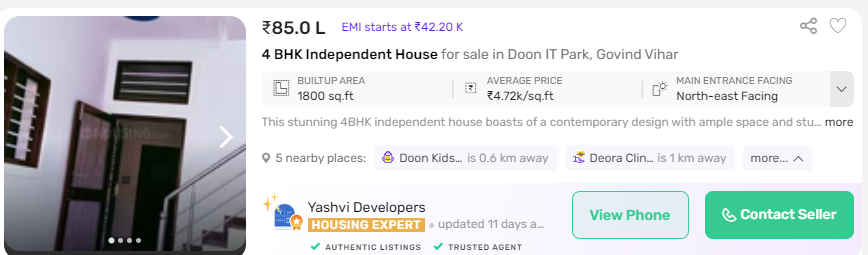 ₹85.0 L EMI starts at ₹42.20 K
4 BHK Independent House for sale in Doon IT Park, Govind Vihar
BUILTUP AREA
1800 sq.ft
AVERAGE PRICE
₹4.72k/sq.ft
MAIN ENTRANCE FACING
North-east Facing
This stunning 4BHK independent house boasts of a contemporary design with ample space and stu... more
5 nearby places: Doon Kids... is 0.6 km away Deora Clin... is 1 km away more...
Yashvi Developers
HOUSING EXPERT updated 11 days a...
AUTHENTIC LISTINGS TRUSTED AGENT
View Phone
Contact Seller
HOUSING.COM